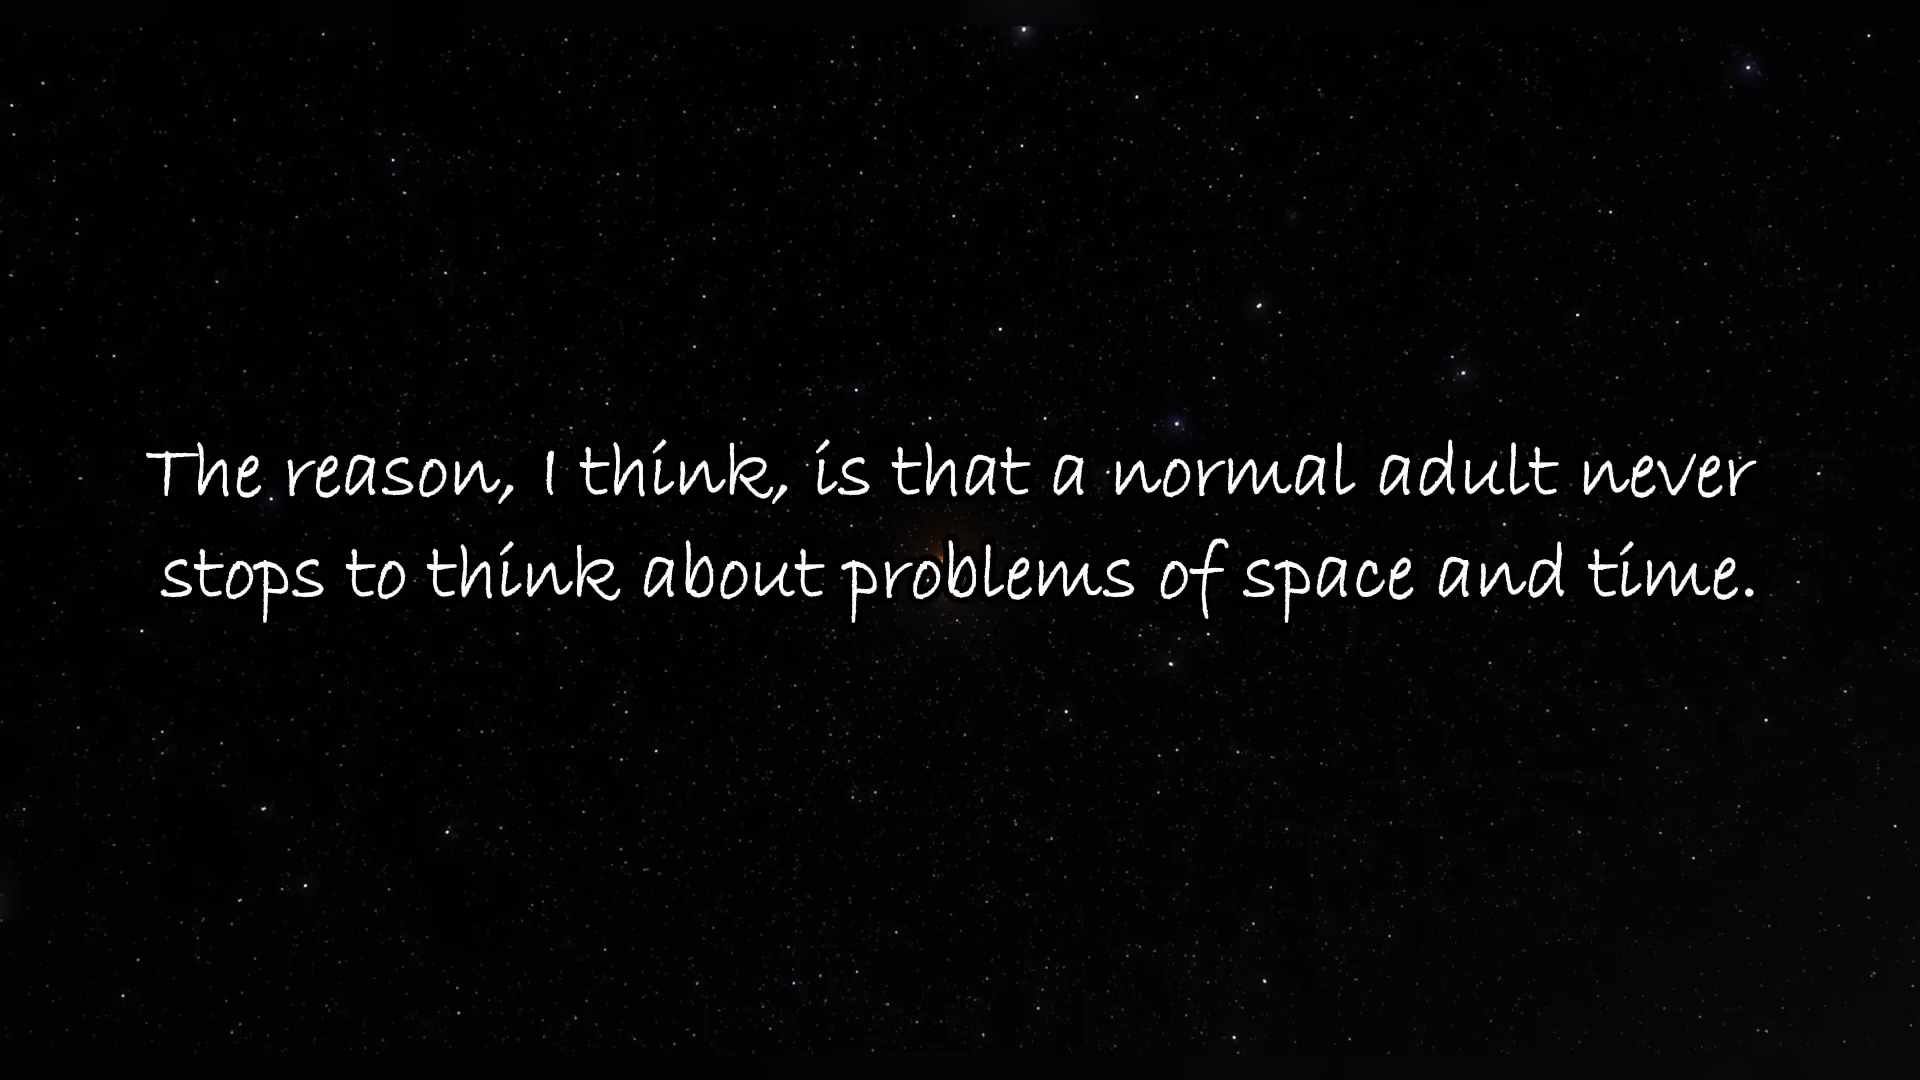 The reason, I think, is that a normal adult never
stops to think about problems of space and time.